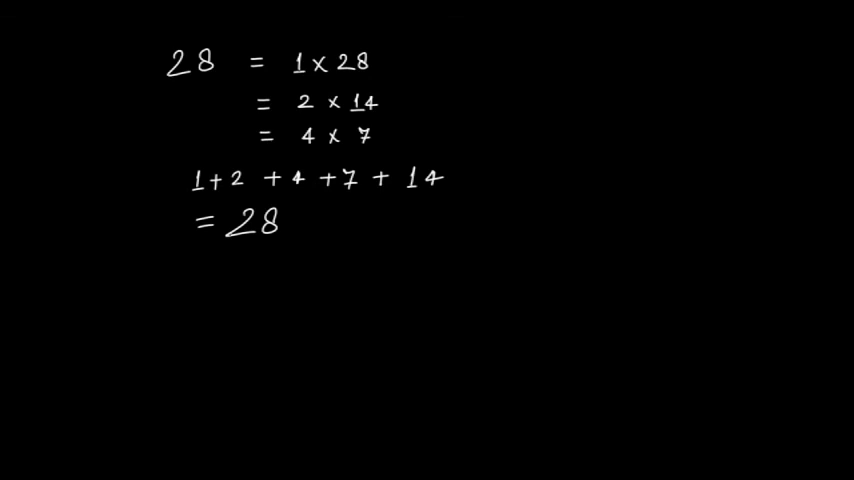 28 = 1 × 28
= 2 × 14
= 4 × 7
1 + 2 + 4 + 7 + 14
= 28